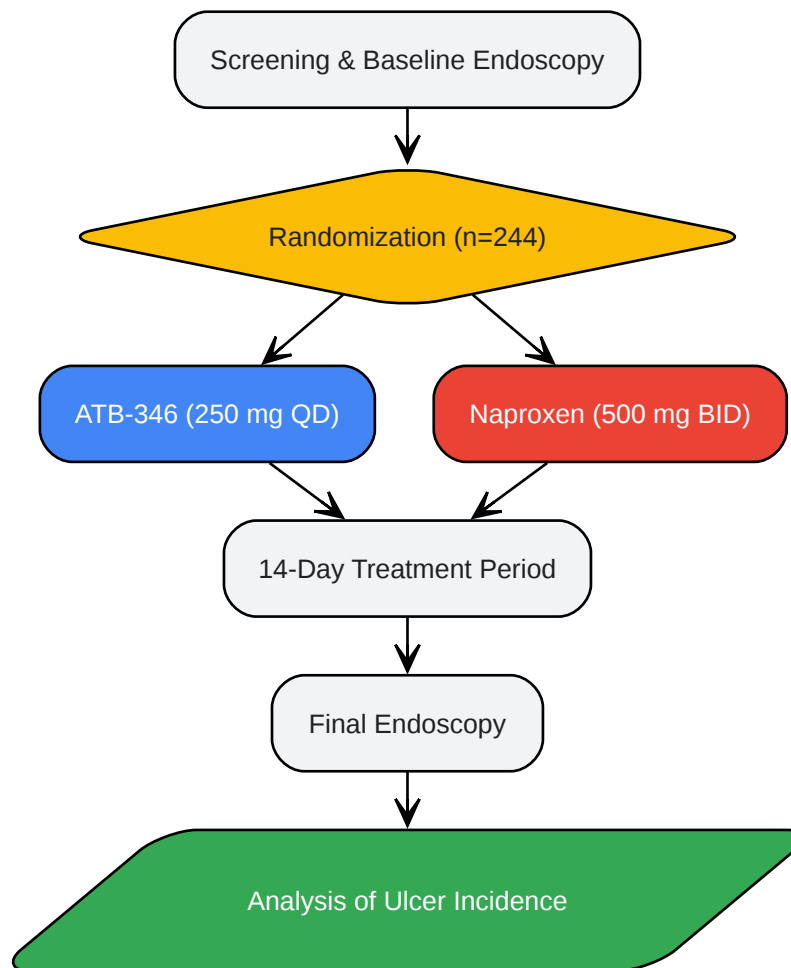 Screening & Baseline Endoscopy
Randomization (n=244)
ATB-346 (250 mg QD)
Naproxen (500 mg BID)
14-Day Treatment Period
Final Endoscopy
Analysis of Ulcer Incidence